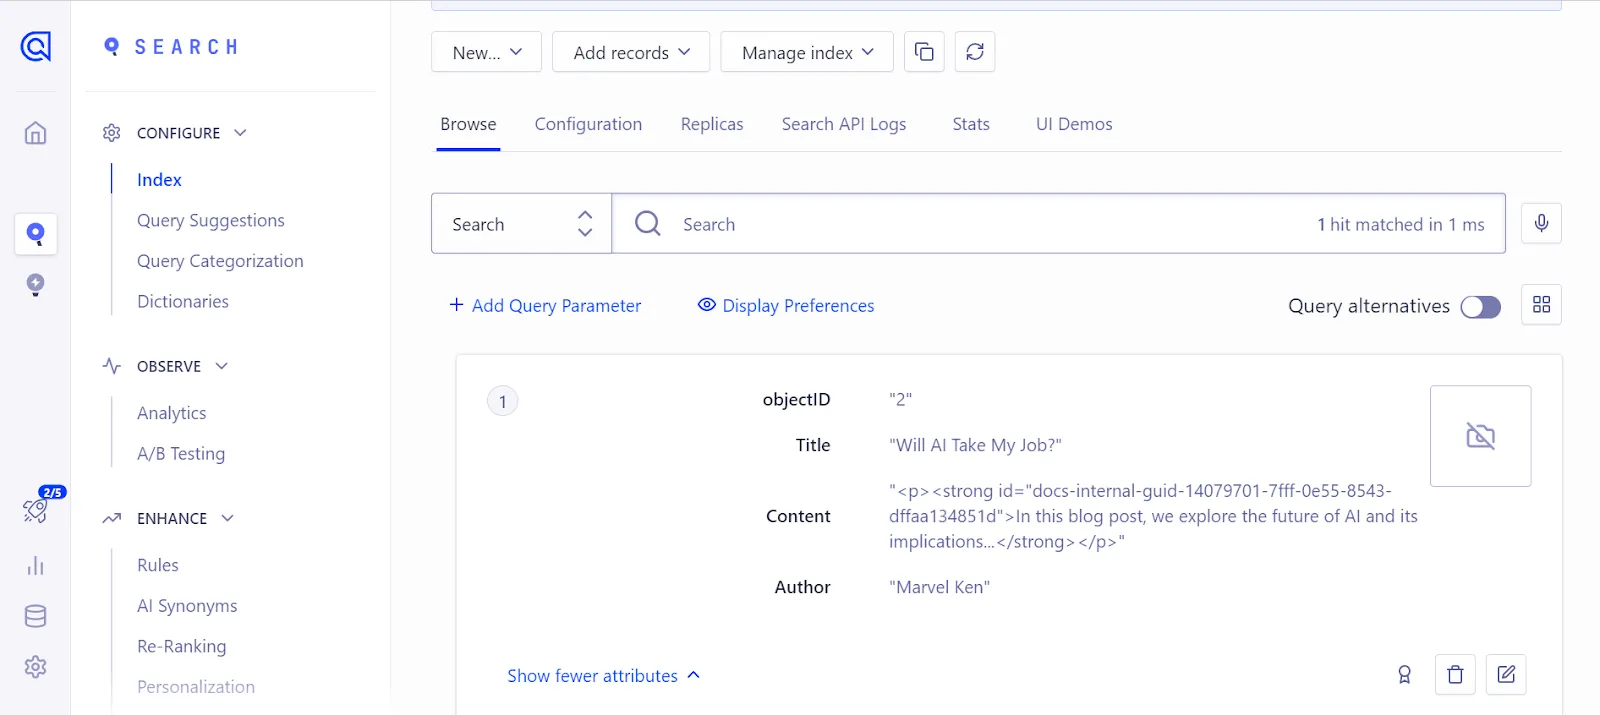 SEARCH
CONFIGURE
Index
Query Suggestions
Query Categorization
Dictionaries
OBSERVE
Analytics
A/B Testing
2/5
ENHANCE
Rules
AI Synonyms
Re-Ranking
Personalization
New...
Add records
Manage index
Browse
Configuration
Replicas
Search API Logs
Stats
UI Demos
Search
Search
1 hit matched in 1 ms
+ Add Query Parameter
Display Preferences
Query alternatives
1
objectID
"2"
Title
"Will AI Take My Job?"
Content
"<p><strong id="docs-internal-guid-14079701-7fff-0e55-8543-
dffaa134851d">In this blog post, we explore the future of AI and its
implications...</strong></p>"
Author
"Marvel Ken"
Show fewer attributes